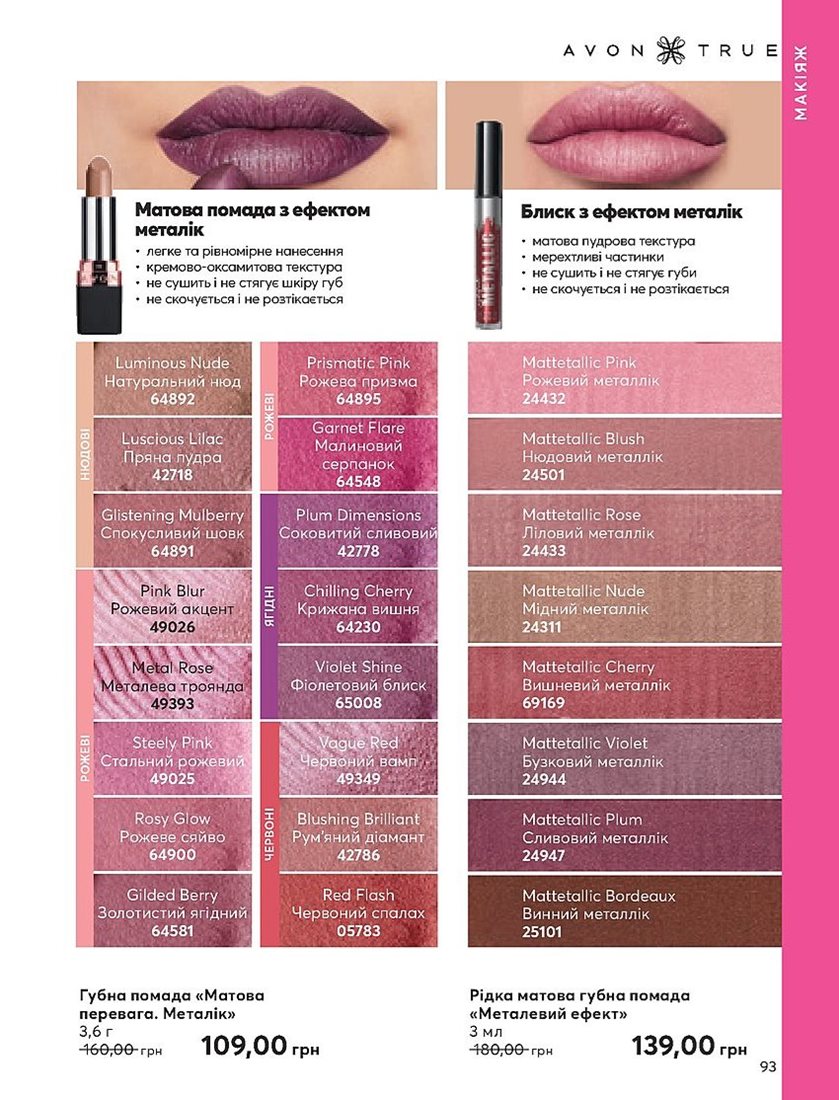 AVON TRUE
МАКІЯЖ
Матова помада з ефектом
металік
• легке та рівномірне нанесення
• кремово-оксамитова текстура
• не сушить і не стягує шкіру губ
• не скочується і не розтікається
Блиск з ефектом металік
• матова пудрова текстура
• мерехтливі частинки
• не сушить і не стягує губи
• не скочується і не розтікається
METALLIC
НЮДОВІ
Luminous Nude
Натуральний нюд
64892
Luscious Lilac
Пряна пудра
42718
Glistening Mulberry
Спокусливий шовк
64891
РОЖЕВІ
Pink Blur
Рожевий акцент
49026
Metal Rose
Металева троянда
49393
Steely Pink
Стальний рожевий
49025
Rosy Glow
Рожеве сяйво
64900
Gilded Berry
Золотистий ягідний
64581
РОЖЕВІ
Prismatic Pink
Рожева призма
64895
Garnet Flare
Малиновий
серпанок
64548
ЯГІДНІ
Plum Dimensions
Соковитий сливовий
42778
Chilling Cherry
Крижана вишня
64230
Violet Shine
Фіолетовий блиск
65008
ЧЕРВОНІ
Vague Red
Червоний вамп
49349
Blushing Brilliant
Рум'яний діамант
42786
Red Flash
Червоний спалах
05783
Mattetallic Pink
Рожевий металлік
24432
Mattetallic Blush
Нюдовий металлік
24501
Mattetallic Rose
Ліловий металлік
24433
Mattetallic Nude
Мідний металлік
24311
Mattetallic Cherry
Вишневий металлік
69169
Mattetallic Violet
Бузковий металлік
24944
Mattetallic Plum
Сливовий металлік
24947
Mattetallic Bordeaux
Винний металлік
25101
Губна помада «Матова
перевага. Металік»
3,6 г
160,00 грн 109,00 грн
Рідка матова губна помада
«Металевий ефект»
3 мл
180,00 грн 139,00 грн
93